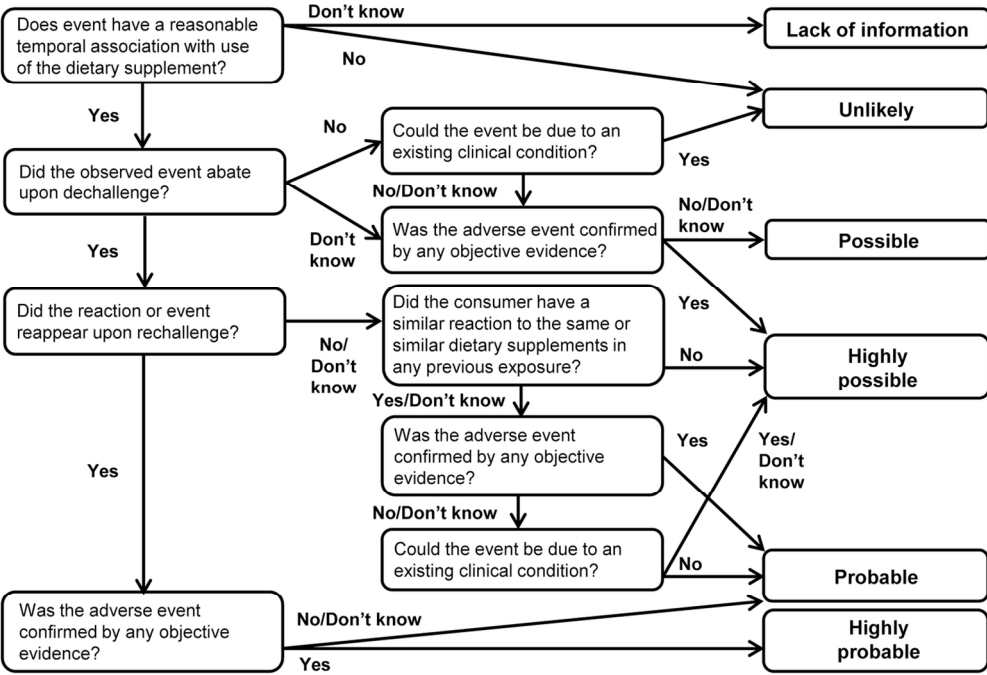 Does event have a reasonable
temporal association with use
of the dietary supplement?
Don't know
Lack of information
No
Unlikely
Yes
Did the observed event abate
upon dechallenge?
No
Could the event be due to an
existing clinical condition?
Yes
No/Don't know
Don't
know
Was the adverse event confirmed
by any objective evidence?
No/Don't
know
Possible
Yes
Yes
Did the reaction or event
reappear upon rechallenge?
No/
Don't
know
Did the consumer have a
similar reaction to the same or
similar dietary supplements in
any previous exposure?
No
Highly
possible
Yes/Don't know
Was the adverse event
confirmed by any objective
evidence?
Yes
Yes/
Don't
know
No/Don't know
Could the event be due to an
existing clinical condition?
No
Probable
Yes
Was the adverse event
confirmed by any objective
evidence?
No/Don't know
Yes
Highly
probable